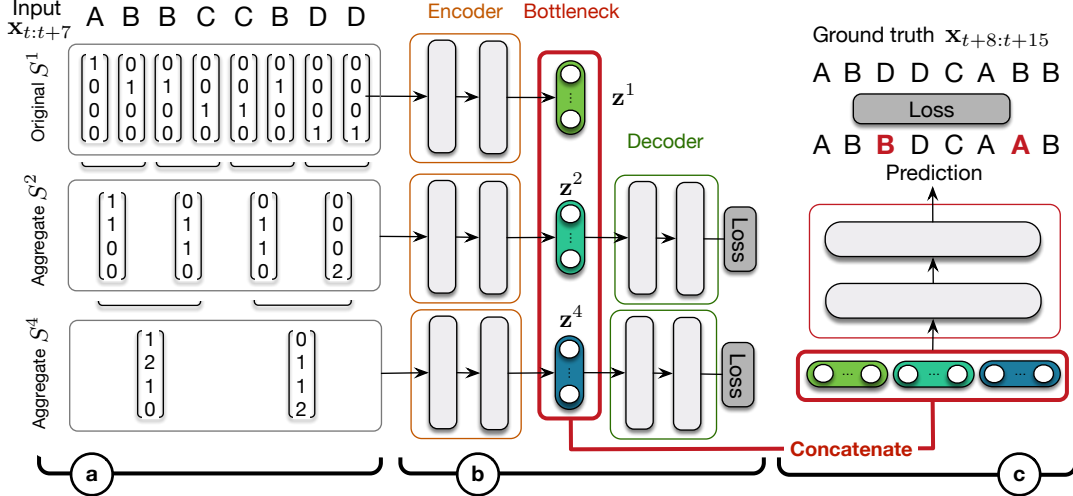 Input
x_{t:t+7}
A B B C C B D D
Original S^1
1 0 0 0 0 0 0 0
0 1 1 0 0 1 0 0
0 0 0 1 1 0 0 0
0 0 0 0 0 0 1 1
Aggregate S^2
1 0 0 0
1 1 1 0
0 1 1 0
0 0 0 2
Aggregate S^4
1 0
2 1
1 1
0 2
a
Encoder
Bottleneck
...
z^1
Decoder
z^2
...
Loss
z^4
...
Loss
b
Concatenate
Ground truth x_{t+8:t+15}
A B D D C A B B
Loss
A B B D C A A B
Prediction
... ... ...
c